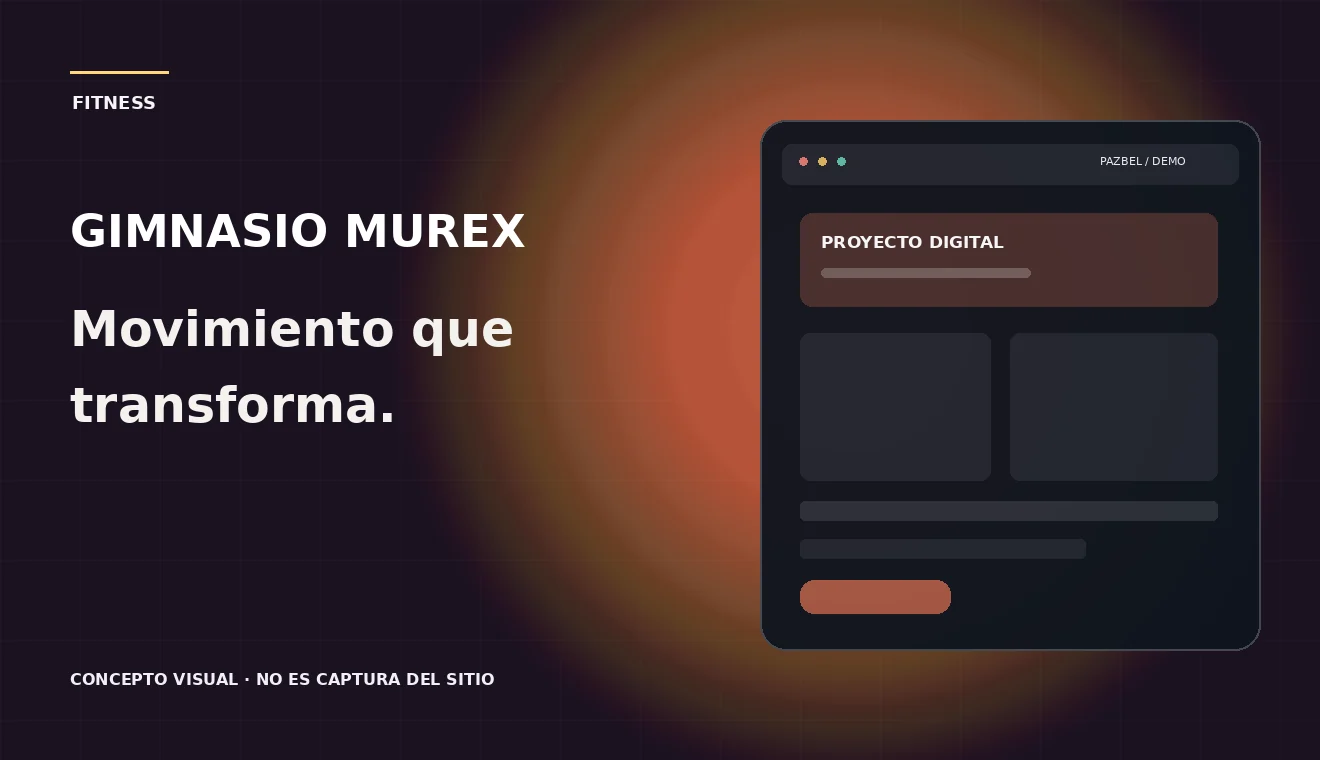 FITNESS
GIMNASIO MUREX
Movimiento que
transforma.
CONCEPTO VISUAL · NO ES CAPTURA DEL SITIO
PAZBEL / DEMO
PROYECTO DIGITAL